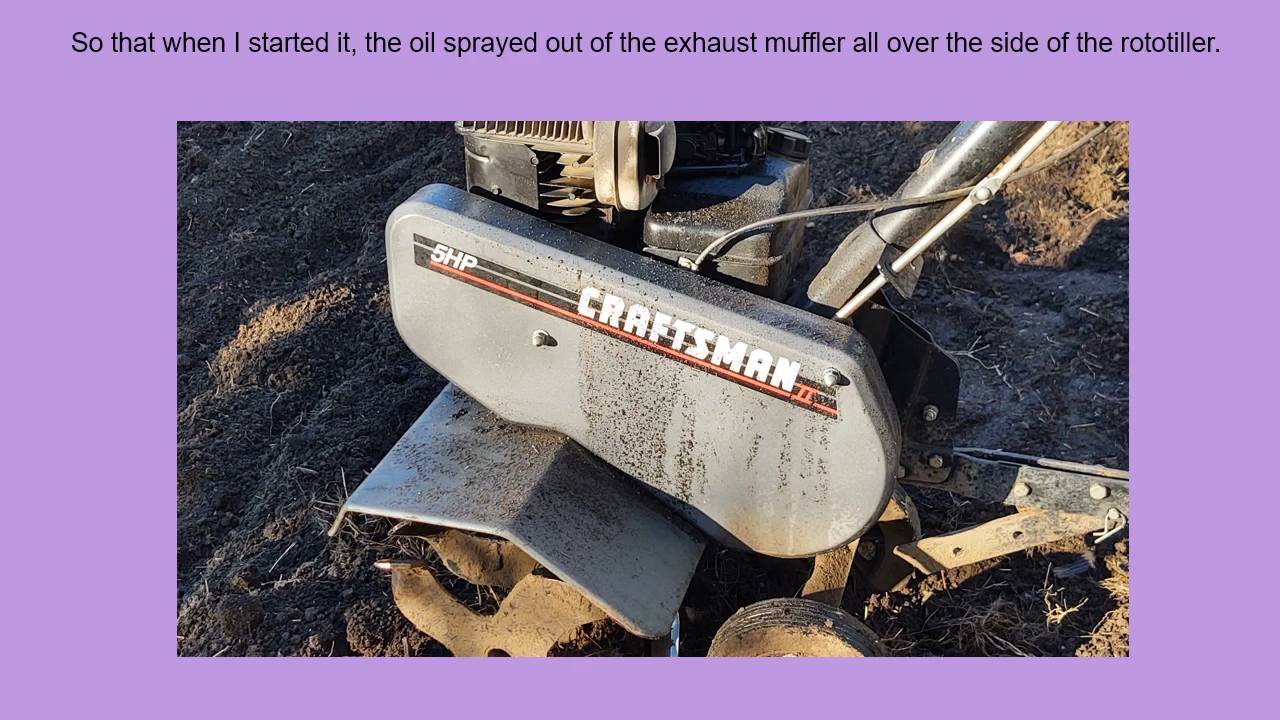 So that when I started it, the oil sprayed out of the exhaust muffler all over the side of the rototiller.
5HP
CRAFTSMAN II